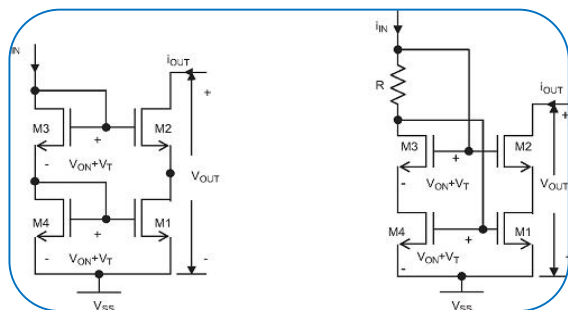 iIN
iOUT
+
M3
M2
+
-
VON+VT
VOUT
M4
M1
+
-
VON+VT
-
VSS
iIN
R
iOUT
+
M3
M2
+
-
VON+VT
VOUT
M4
+
M1
VON+VT
-
-
VSS